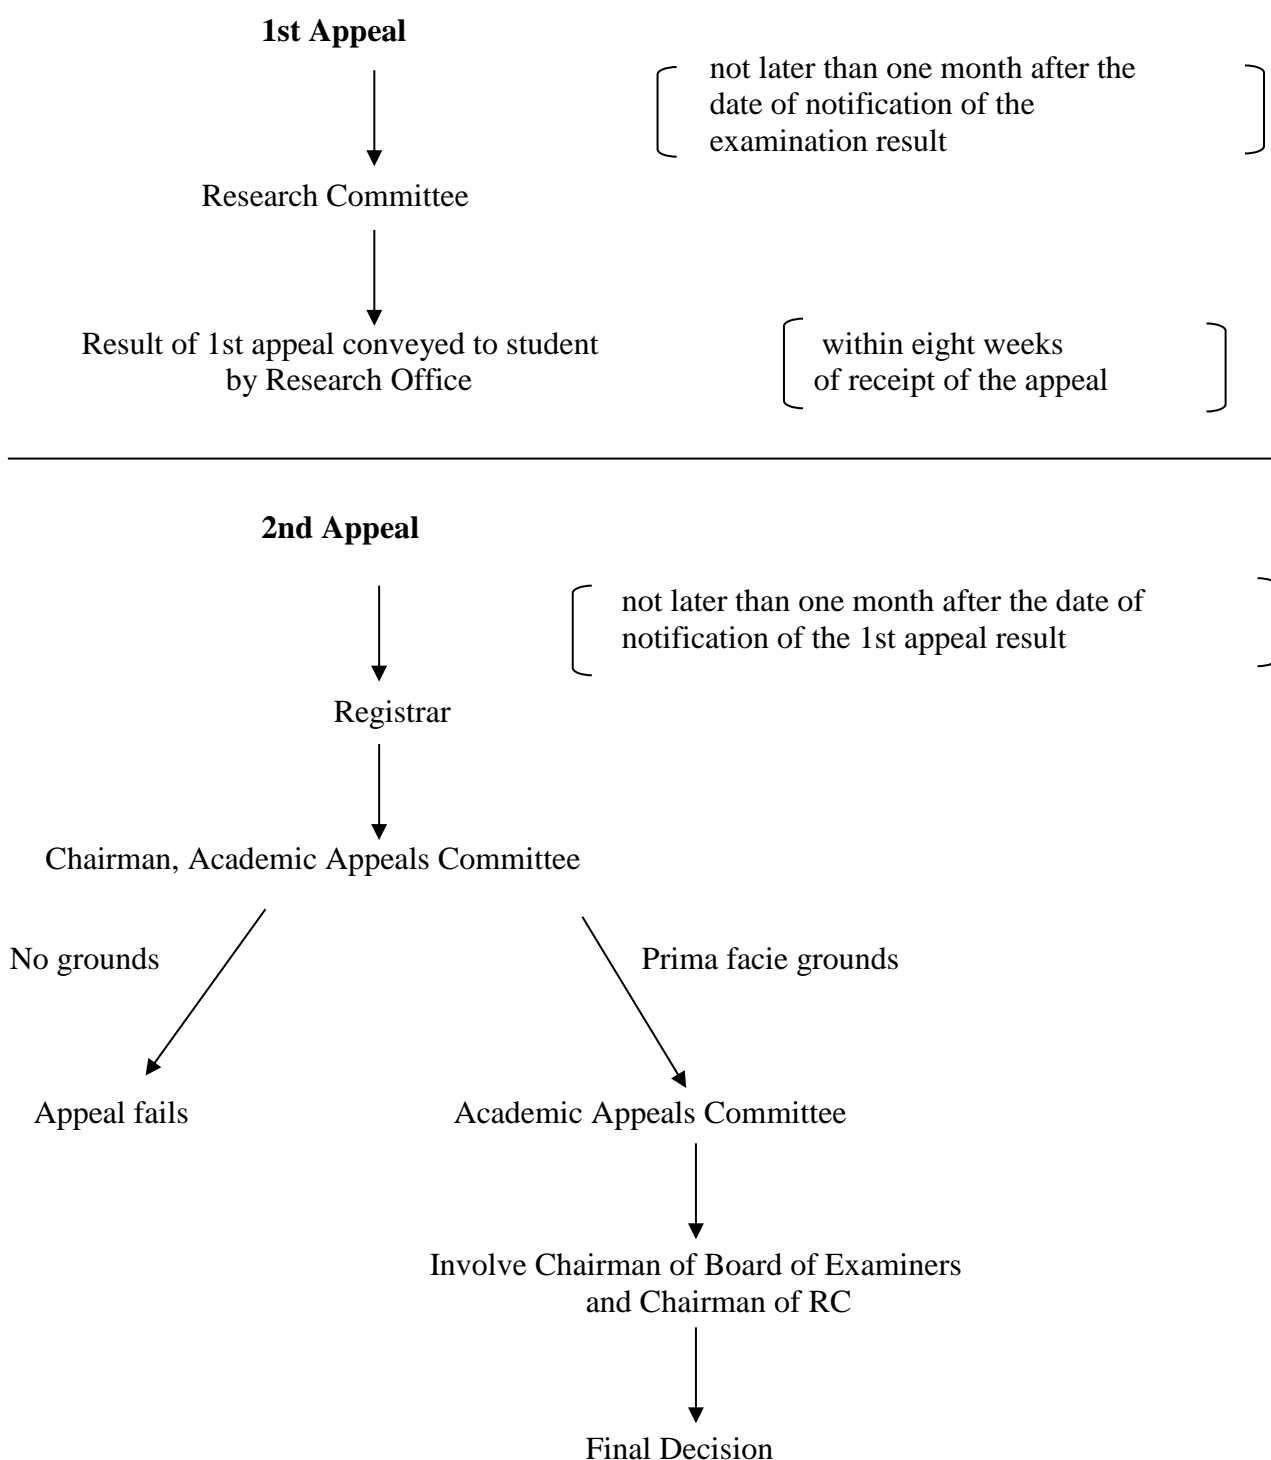 1st Appeal
not later than one month after the
date of notification of the
examination result
Research Committee
Result of 1st appeal conveyed to student
by Research Office
within eight weeks
of receipt of the appeal
2nd Appeal
not later than one month after the date of
notification of the 1st appeal result
Registrar
Chairman, Academic Appeals Committee
No grounds
Prima facie grounds
Appeal fails
Academic Appeals Committee
Involve Chairman of Board of Examiners
and Chairman of RC
Final Decision